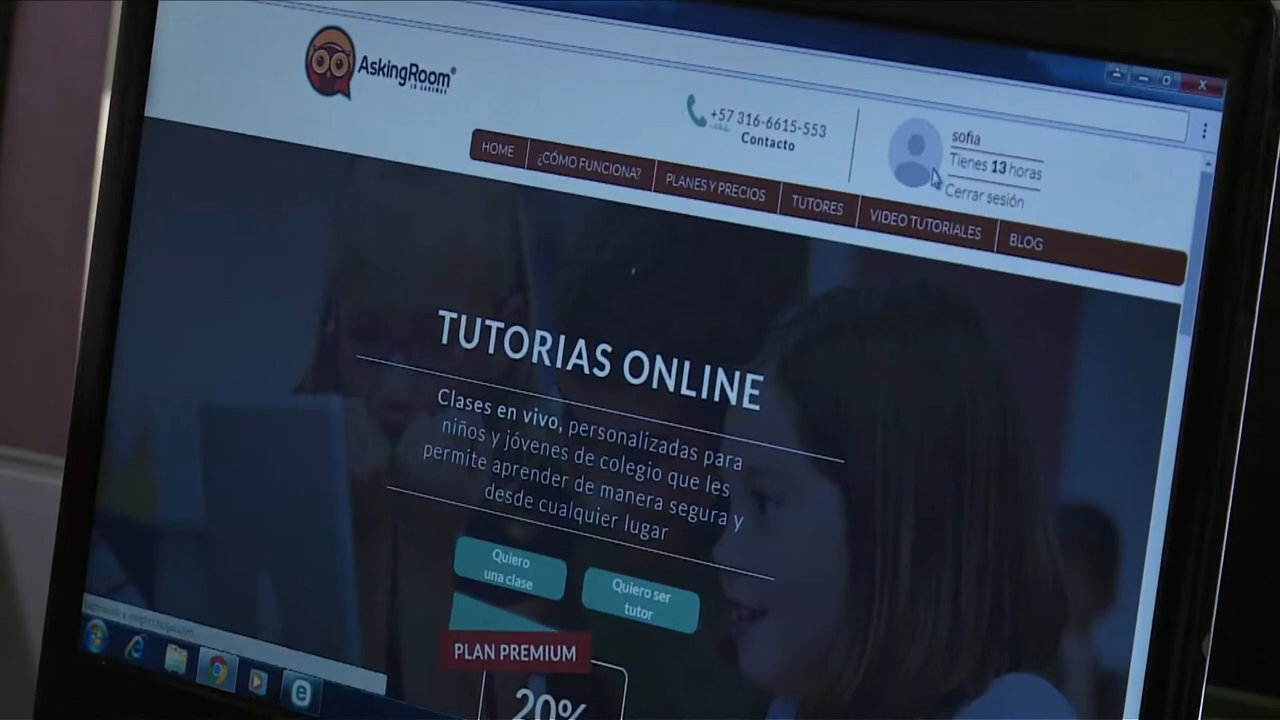 AskingRoom®
LO SABEMOS
+57 316-6615-553
Contacto
sofia
Tienes 13 horas
Cerrar sesión
HOME
¿CÓMO FUNCIONA?
PLANES Y PRECIOS
TUTORES
VIDEO TUTORIALES
BLOG
TUTORIAS ONLINE
Clases en vivo, personalizadas para
niños y jóvenes de colegio que les
permite aprender de manera segura y
desde cualquier lugar
Quiero
una clase
Quiero ser
tutor
PLAN PREMIUM
20%